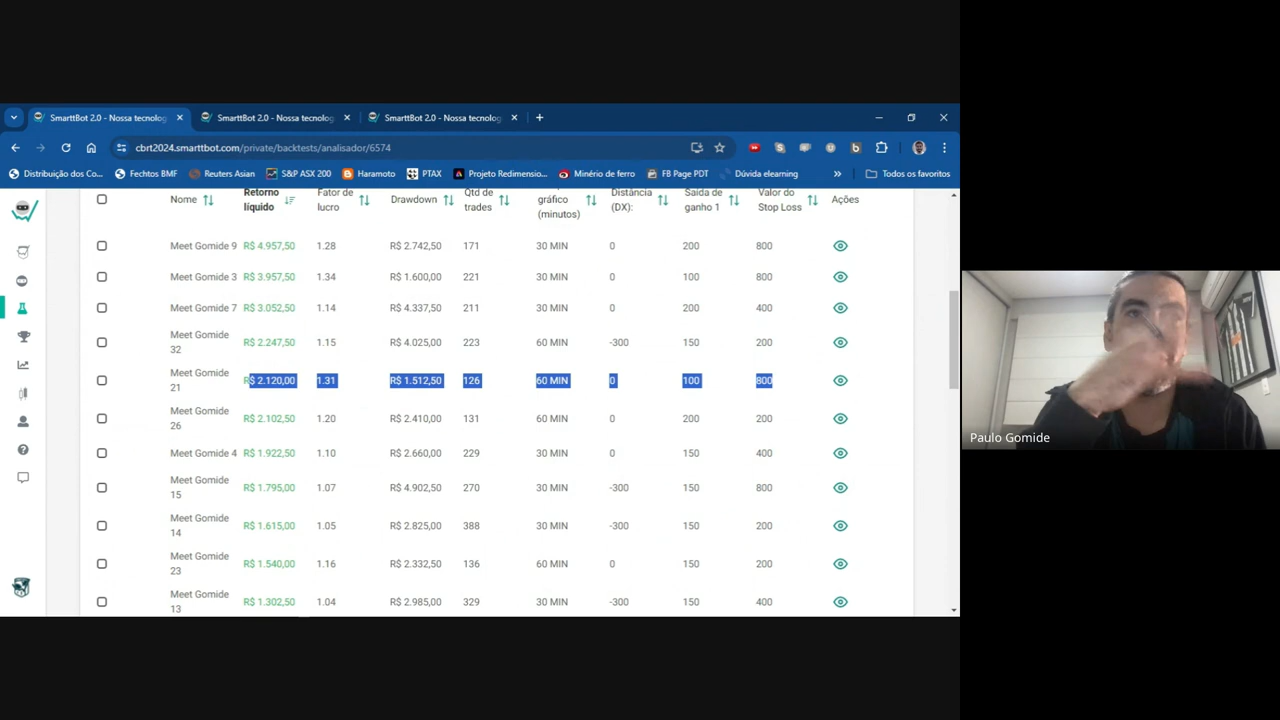 SmarttBot 2.0 - Nossa tecnolog
SmarttBot 2.0 - Nossa tecnolog
SmarttBot 2.0 - Nossa tecnolog
cbrt2024.smarttbot.com/private/backtests/analisador/6574
Distribuição dos Co... Fechtos BMF Reuters Asian S&P ASX 200 Haramoto PTAX Projeto Redimensio... Minério de ferro FB Page PDT Dúvida elearning » Todos os favoritos
Nome Retorno líquido Fator de lucro Drawdown Qtd de trades gráfico (minutos) Distância (DX): Saída de ganho 1 Valor do Stop Loss Ações
Meet Gomide 9 R$ 4.957,50 1.28 R$ 2.742,50 171 30 MIN 0 200 800
Meet Gomide 3 R$ 3.957,50 1.34 R$ 1.600,00 221 30 MIN 0 100 800
Meet Gomide 7 R$ 3.052,50 1.14 R$ 4.337,50 211 30 MIN 0 200 400
Meet Gomide 32 R$ 2.247,50 1.15 R$ 4.025,00 223 60 MIN -300 150 200
Meet Gomide 21 R$ 2.120,00 1.31 R$ 1.512,50 126 60 MIN 0 100 800
Meet Gomide 26 R$ 2.102,50 1.20 R$ 2.410,00 131 60 MIN 0 200 200
Meet Gomide 4 R$ 1.922,50 1.10 R$ 2.660,00 229 30 MIN 0 150 400
Meet Gomide 15 R$ 1.795,00 1.07 R$ 4.902,50 270 30 MIN -300 150 800
Meet Gomide 14 R$ 1.615,00 1.05 R$ 2.825,00 388 30 MIN -300 150 200
Meet Gomide 23 R$ 1.540,00 1.16 R$ 2.332,50 136 60 MIN 0 150 200
Meet Gomide 13 R$ 1.302,50 1.04 R$ 2.985,00 329 30 MIN -300 150 400
Paulo Gomide